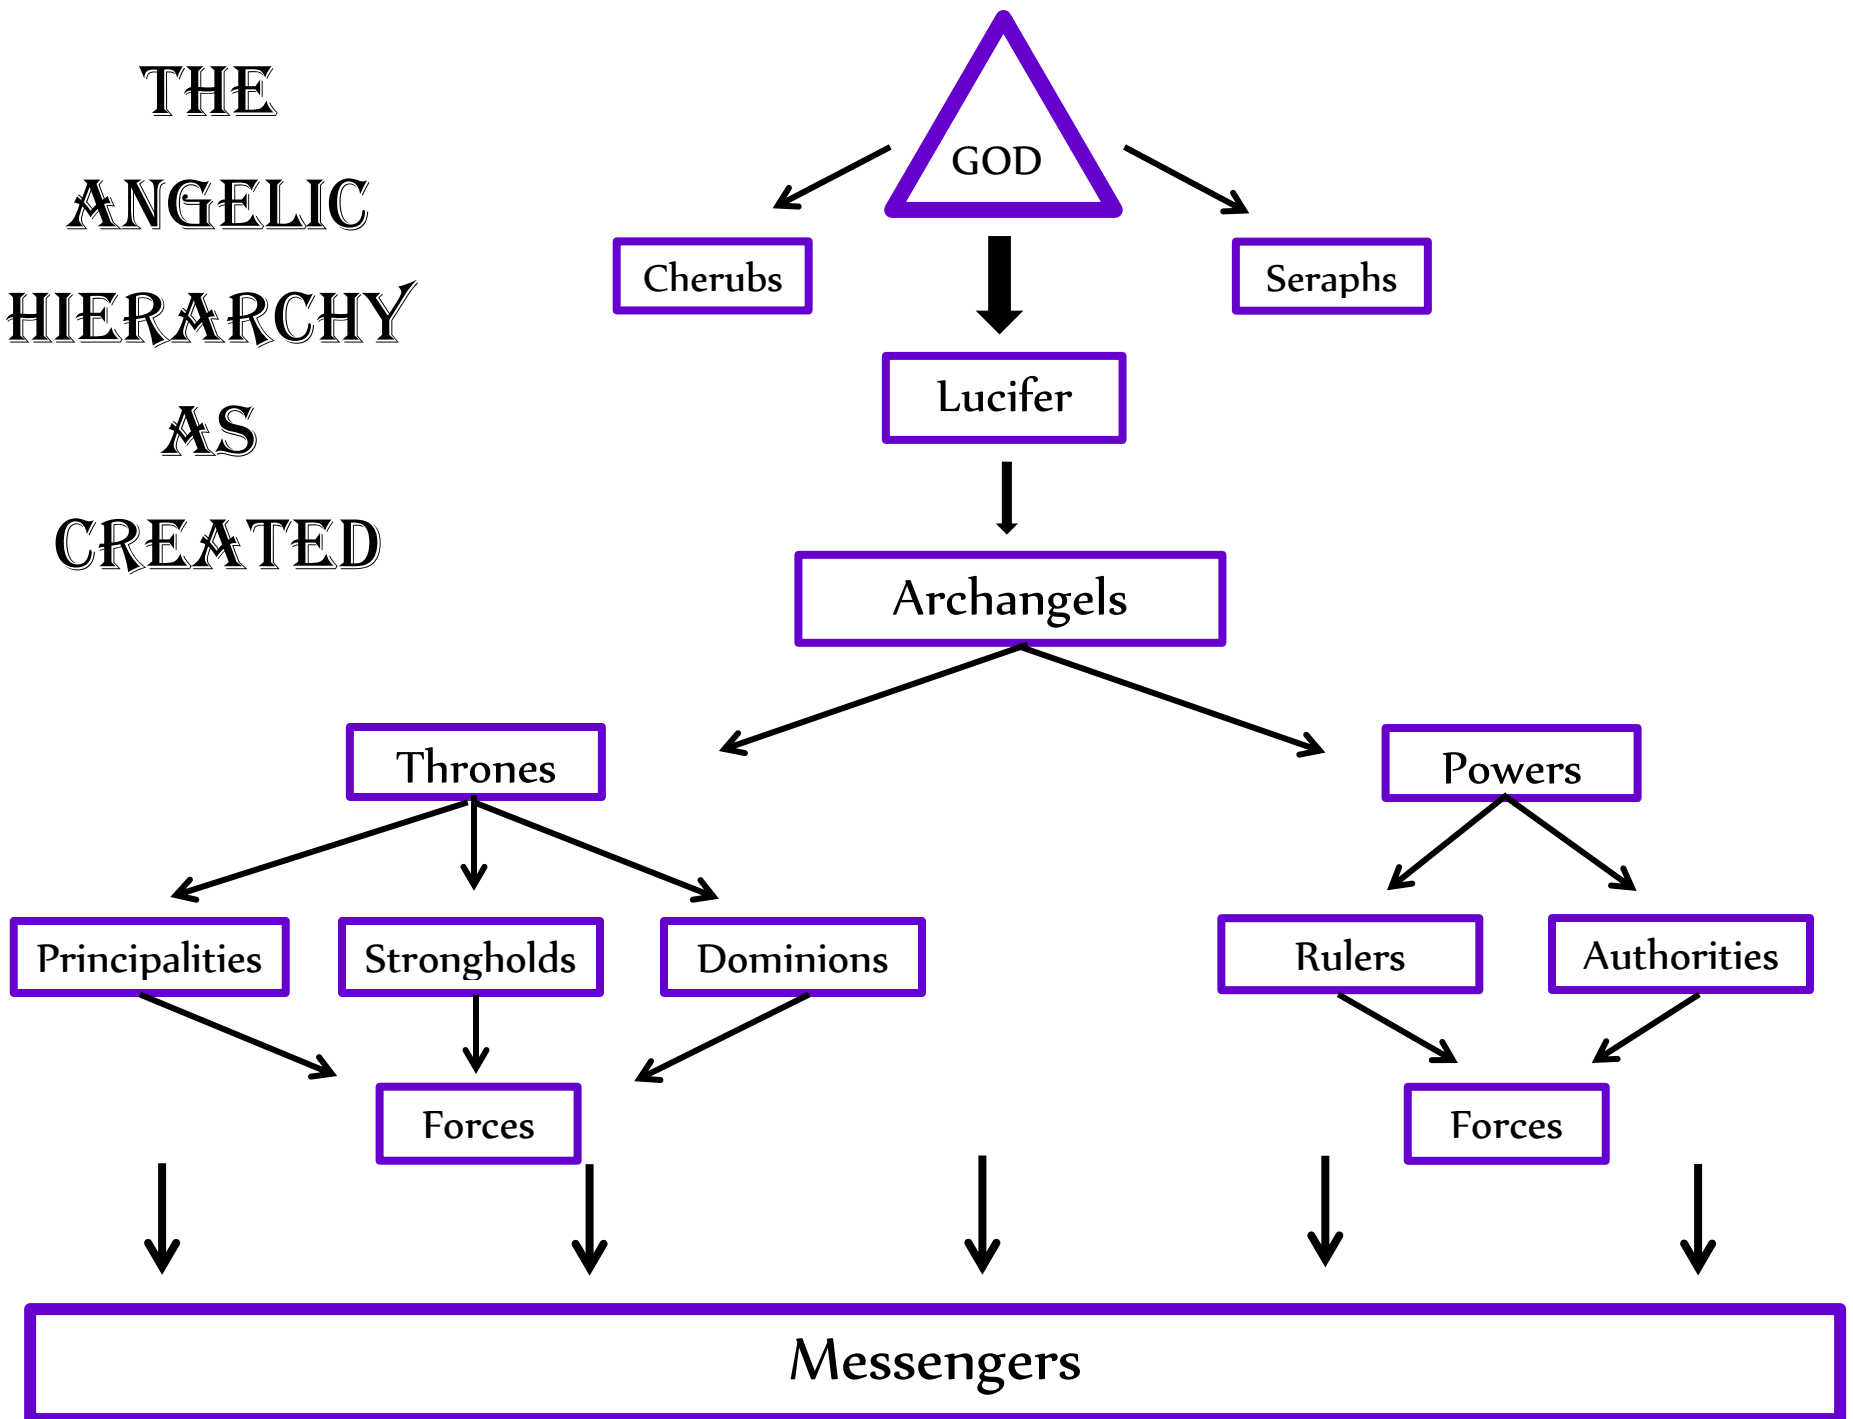 THE
ANGELIC
HIERARCHY
AS
CREATED
GOD
Cherubs
Seraphs
Lucifer
Archangels
Thrones
Powers
Principalities
Strongholds
Dominions
Rulers
Authorities
Forces
Forces
Messengers